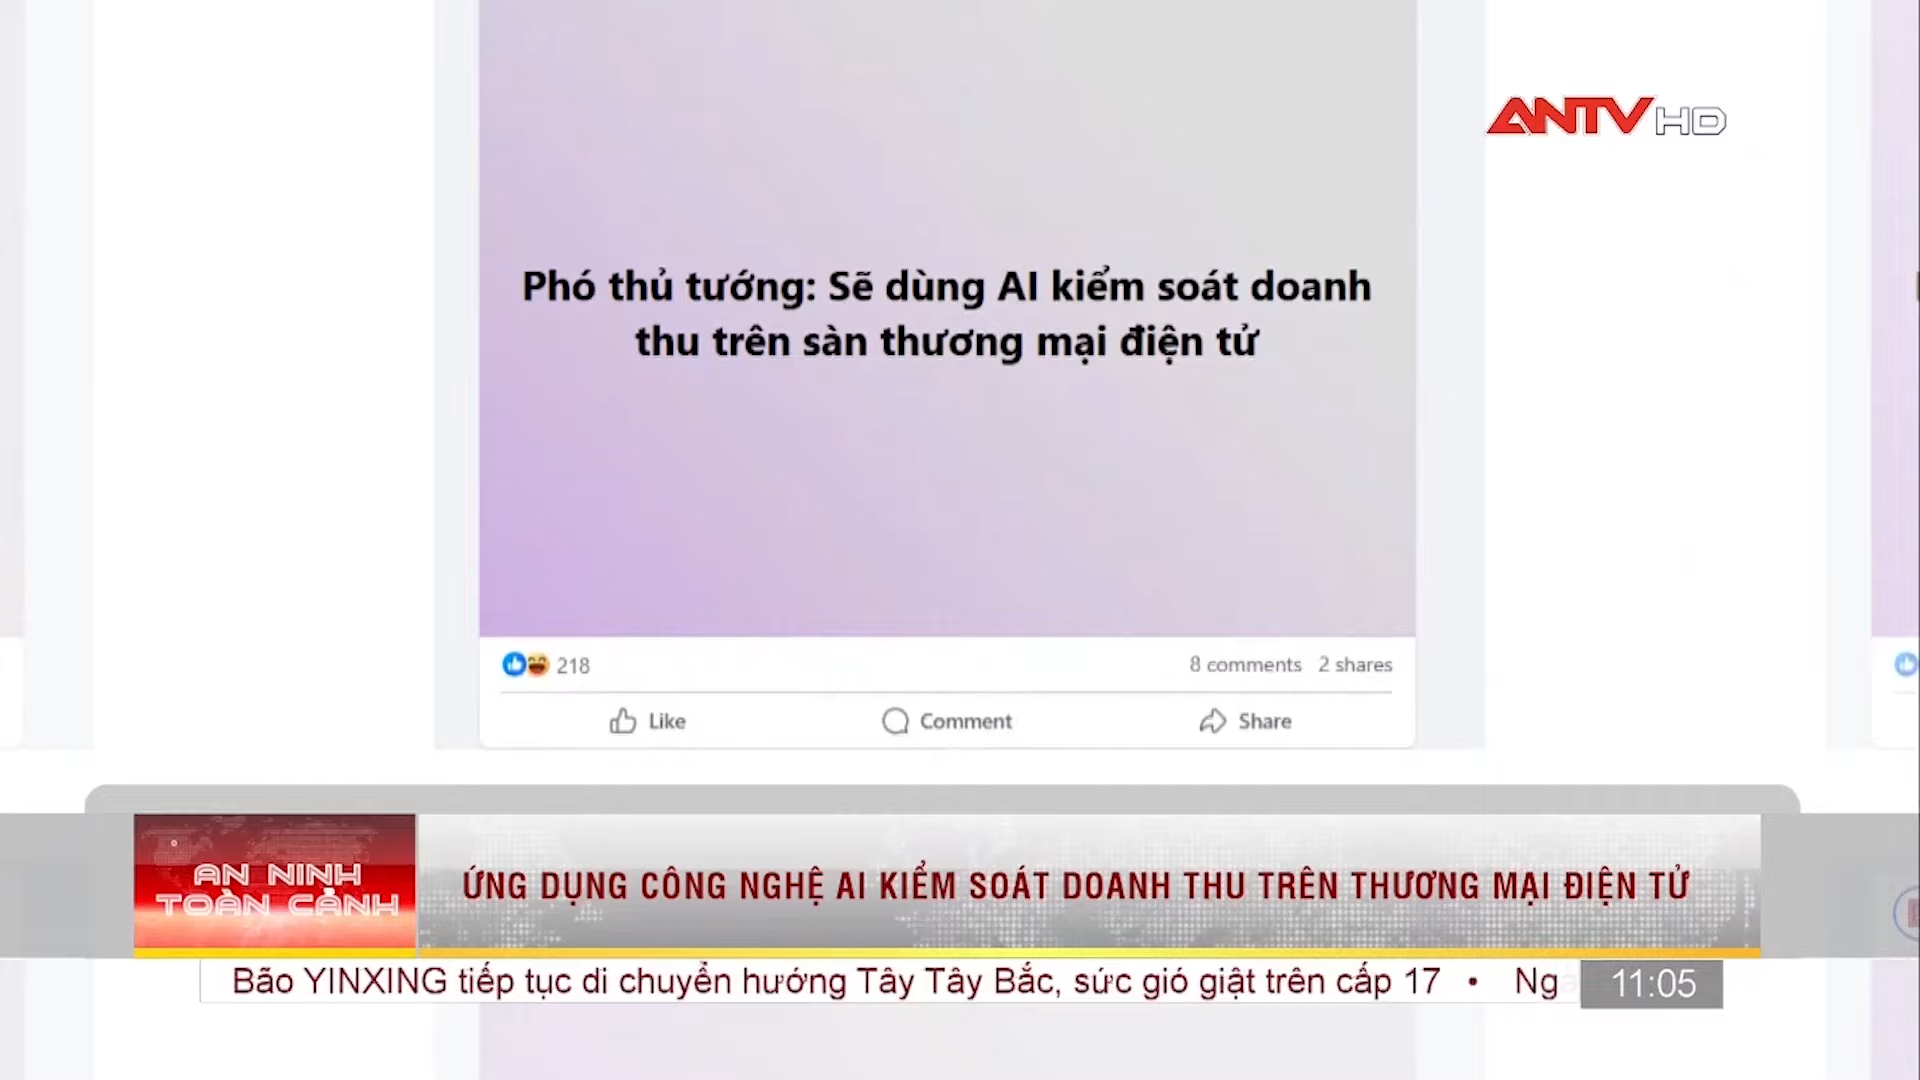 ANTV HD
Phó thủ tướng: Sẽ dùng AI kiểm soát doanh
thu trên sàn thương mại điện tử
218
8 comments 2 shares
Like
Comment
Share
AN NINH
TOÀN CẢNH
ỨNG DỤNG CÔNG NGHỆ AI KIỂM SOÁT DOANH THU TRÊN THƯƠNG MẠI ĐIỆN TỬ
Bão YINXING tiếp tục di chuyển hướng Tây Tây Bắc, sức gió giật trên cấp 17 • Ng
11:05